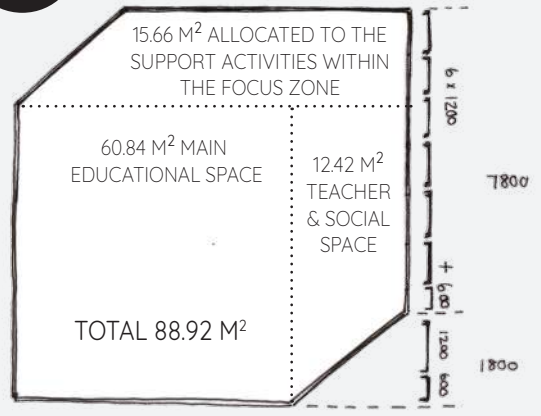 15.66 M² ALLOCATED TO THE
SUPPORT ACTIVITIES WITHIN
THE FOCUS ZONE
60.84 M² MAIN
EDUCATIONAL SPACE
12.42 M²
TEACHER
& SOCIAL
SPACE
TOTAL 88.92 M²
6 x 1200
+
600
7800
1200
600
1800